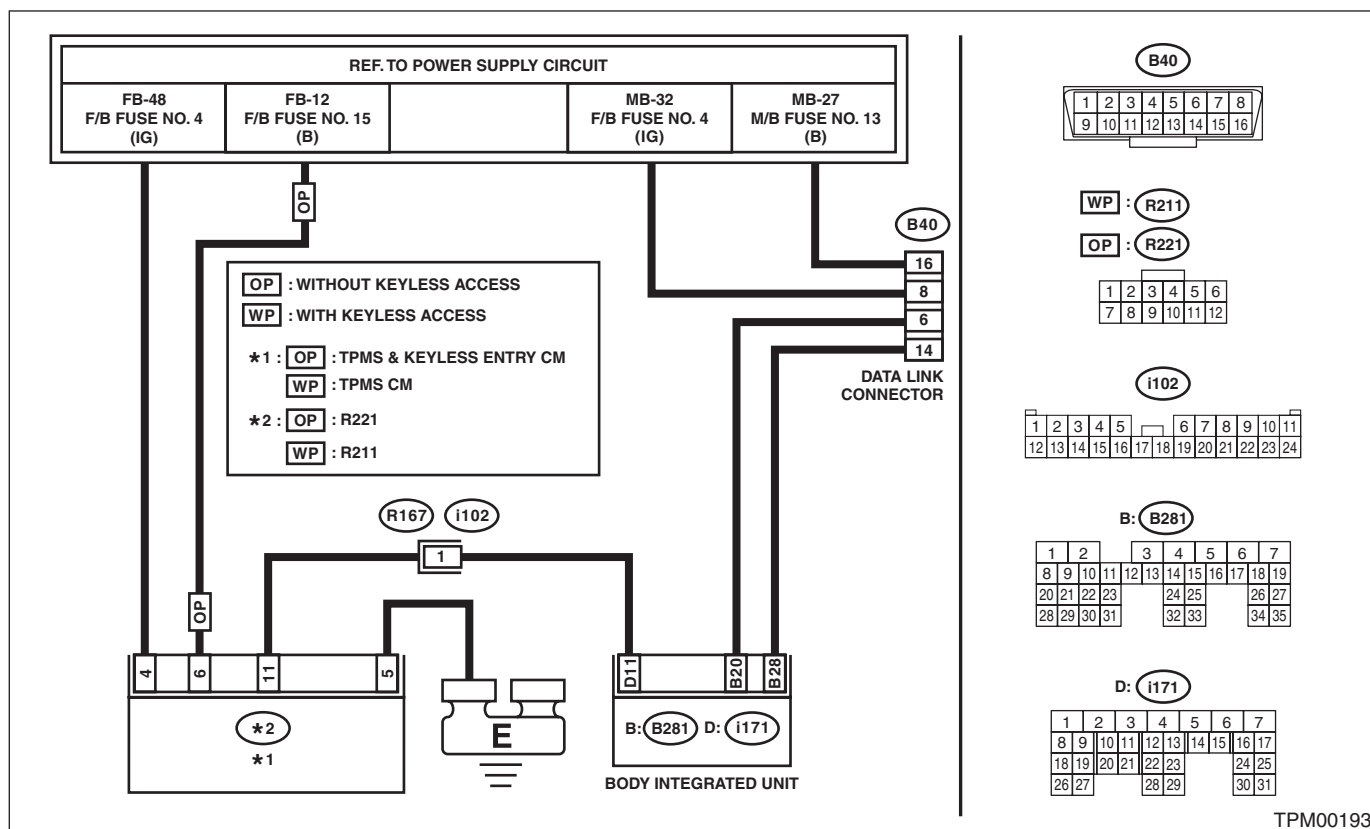 REF. TO POWER SUPPLY CIRCUIT
FB-48
F/B FUSE NO. 4
(IG)
FB-12
F/B FUSE NO. 15
(B)
MB-32
F/B FUSE NO. 4
(IG)
MB-27
M/B FUSE NO. 13
(B)
OP
B40
16
8
6
14
DATA LINK
CONNECTOR
OP : WITHOUT KEYLESS ACCESS
WP : WITH KEYLESS ACCESS
*1 : OP : TPMS & KEYLESS ENTRY CM
WP : TPMS CM
*2 : OP : R221
WP : R211
R167 i102
1
OP
4 6 11 5
*2
*1
E
D11 B20 B28
B: B281 D: i171
BODY INTEGRATED UNIT
B40
1 2 3 4 5 6 7 8
9 10 11 12 13 14 15 16
WP : R211
OP : R221
1 2 3 4 5 6
7 8 9 10 11 12
i102
1 2 3 4 5 6 7 8 9 10 11
12 13 14 15 16 17 18 19 20 21 22 23 24
B: B281
1 2 3 4 5 6 7
8 9 10 11 12 13 14 15 16 17 18 19
20 21 22 23 24 25 26 27
28 29 30 31 32 33 34 35
D: i171
1 2 3 4 5 6 7
8 9 10 11 12 13 14 15 16 17
18 19 20 21 22 23 24 25
26 27 28 29 30 31
TPM00193